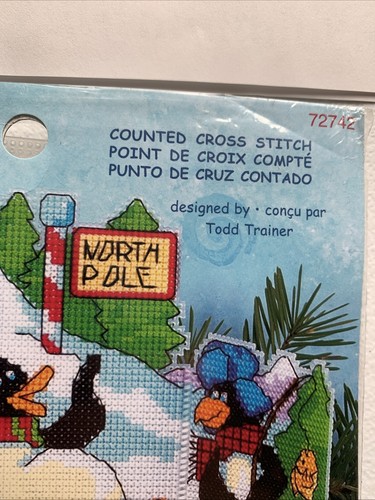 72742
COUNTED CROSS STITCH
POINT DE CROIX COMPTÉ
PUNTO DE CRUZ CONTADO
designed by • conçu par
Todd Trainer
NORTH
POLE